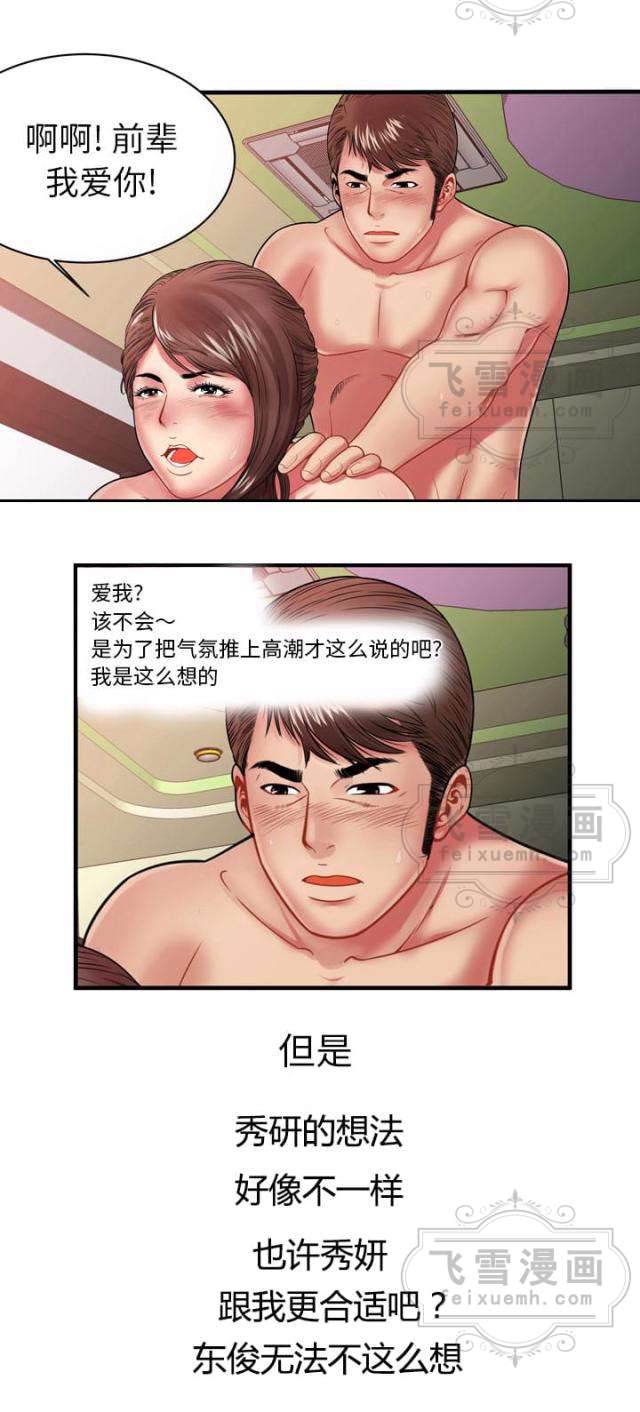 啊啊! 前辈
我爱你!
飞雪漫画
feixuemh.com
爱我?
该不会～
是为了把气氛推上高潮才这么说的吧?
我是这么想的
飞雪漫画
feixuemh.com
但是
秀研的想法
好像不一样
也许秀妍
跟我更合适吧？
东俊无法不这么想
飞雪漫画
feixuemh.com